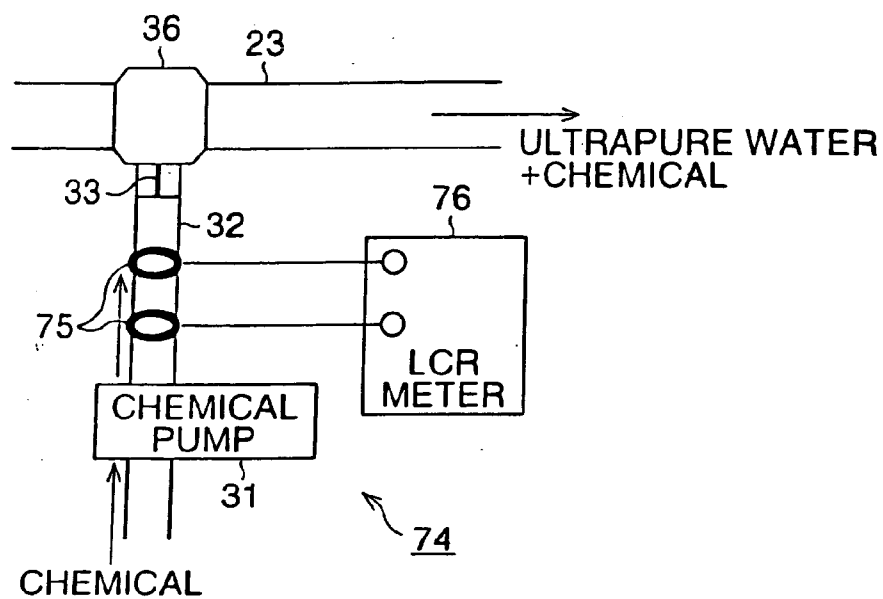 36
23
ULTRAPURE WATER
+CHEMICAL
33
32
76
75
LCR
METER
CHEMICAL
PUMP
31
74
CHEMICAL